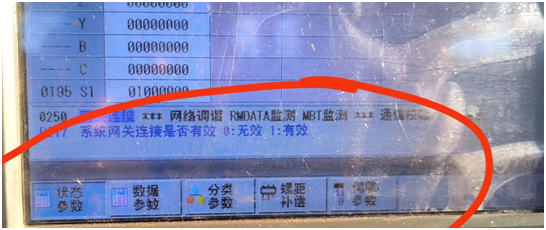 Z 00000000
---- Y 00000000
---- B 00000000
---- C 00000000
0195 S1 01000000
0250 连接 *** 网络调谐 RMDATA监测 MBT监测 *** 通信
系统网关连接是否有效 0:无效 1:有效
状态参数 数据参数 分类参数 螺距补偿 参数